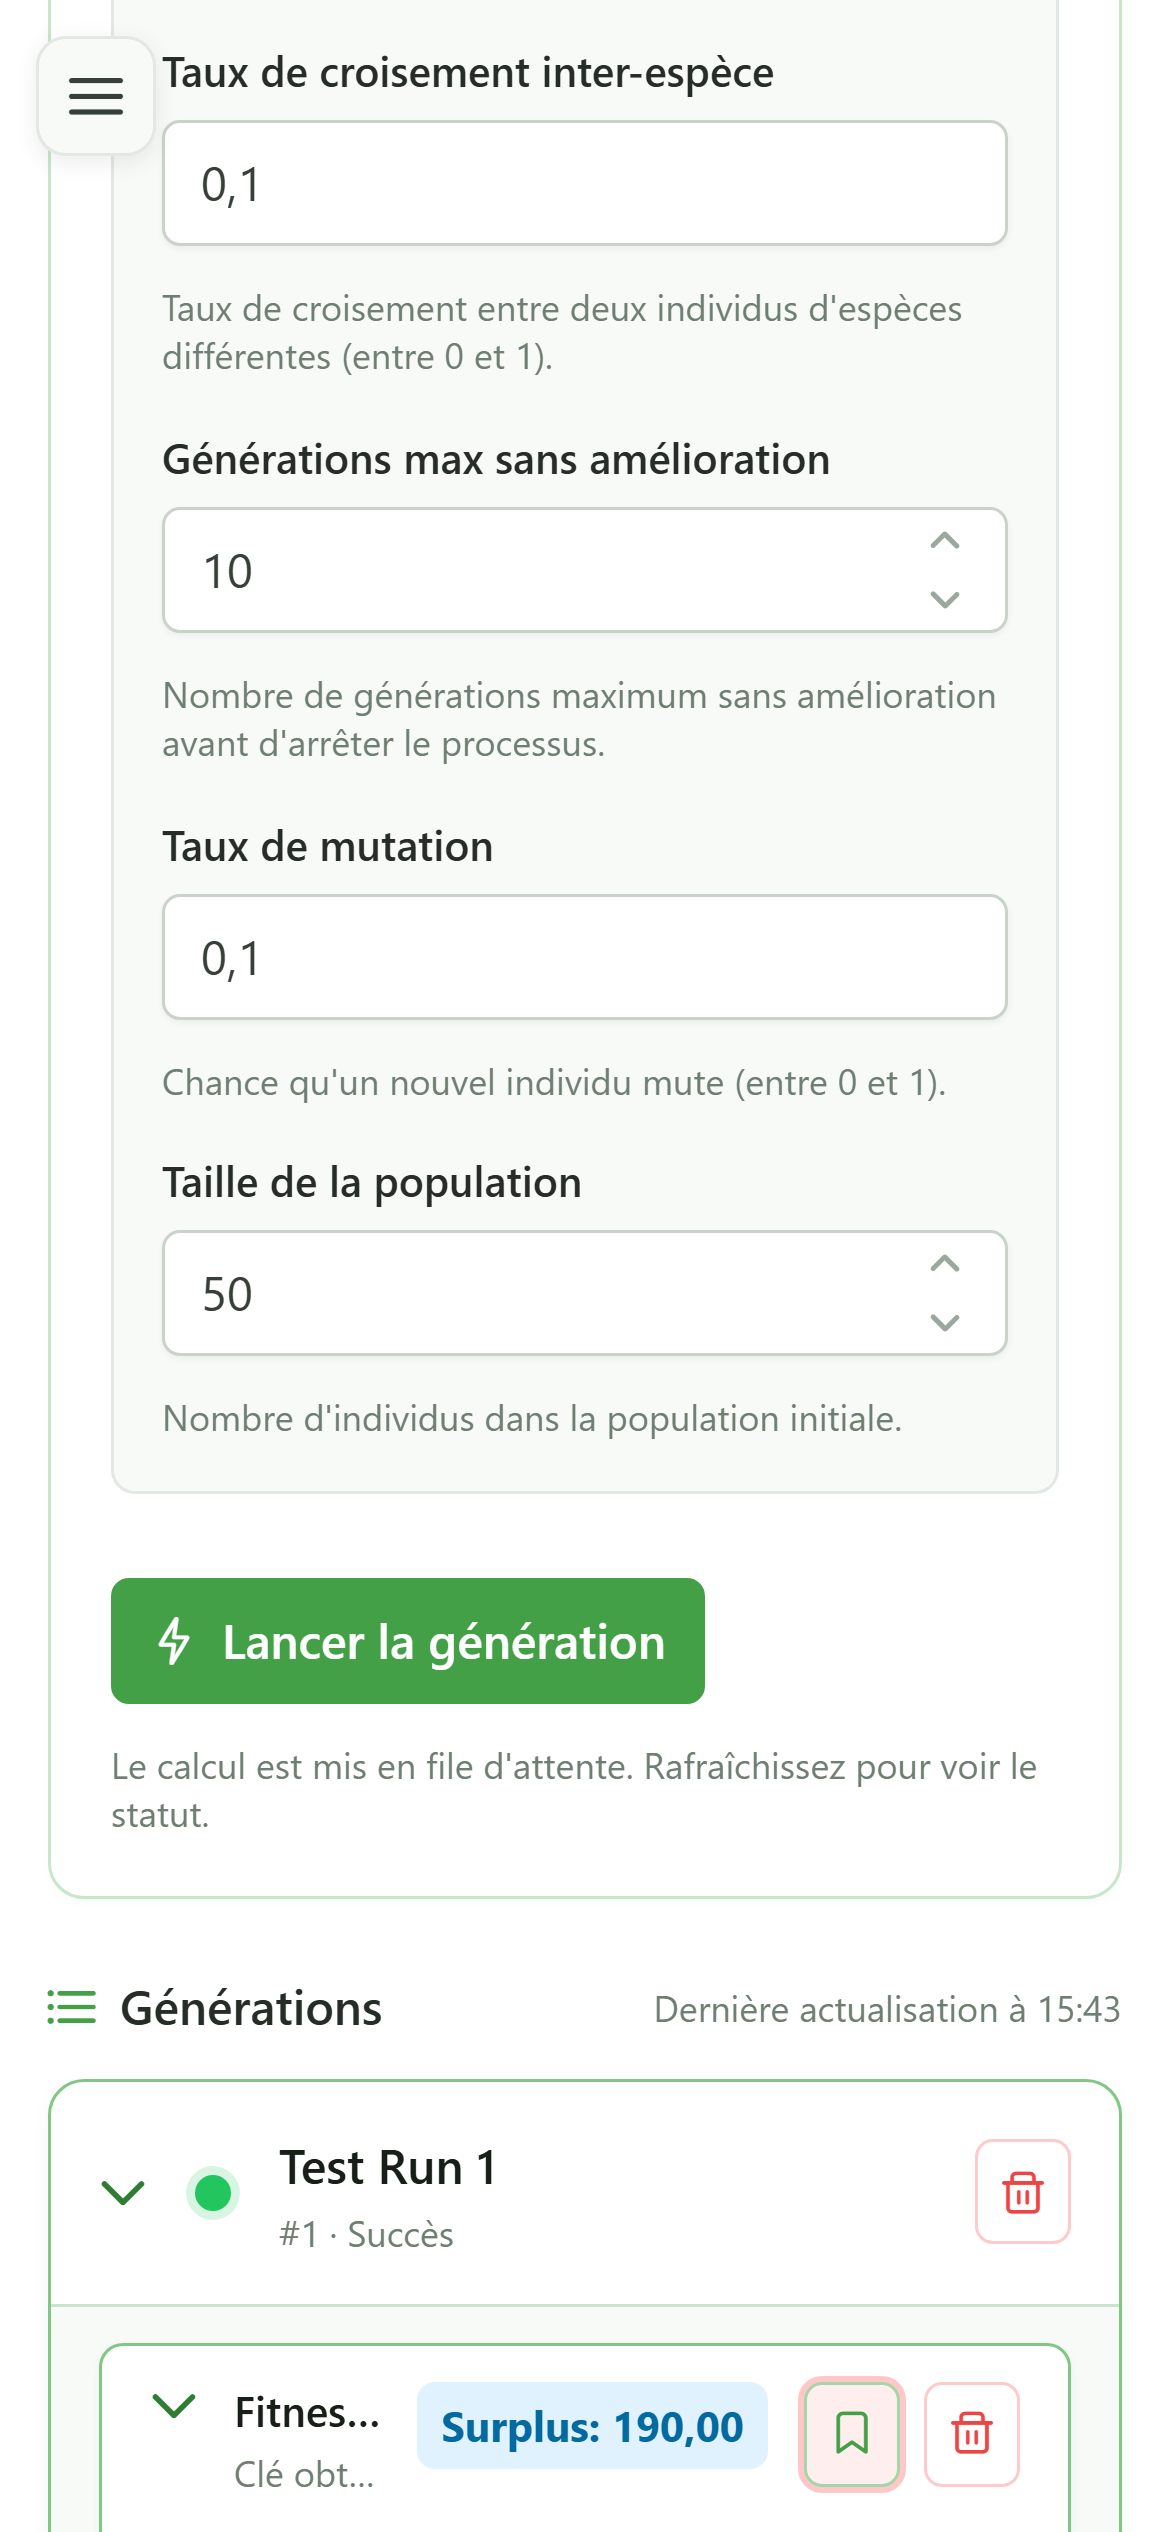 Taux de croisement inter-espèce
0,1
Taux de croisement entre deux individus d'espèces
différentes (entre 0 et 1).
Générations max sans amélioration
10
Nombre de générations maximum sans amélioration
avant d'arrêter le processus.
Taux de mutation
0,1
Chance qu'un nouvel individu mute (entre 0 et 1).
Taille de la population
50
Nombre d'individus dans la population initiale.
Lancer la génération
Le calcul est mis en file d'attente. Rafraîchissez pour voir le
statut.
Générations
Dernière actualisation à 15:43
Test Run 1
#1 · Succès
Fitnes...
Surplus: 190,00
Clé obt...